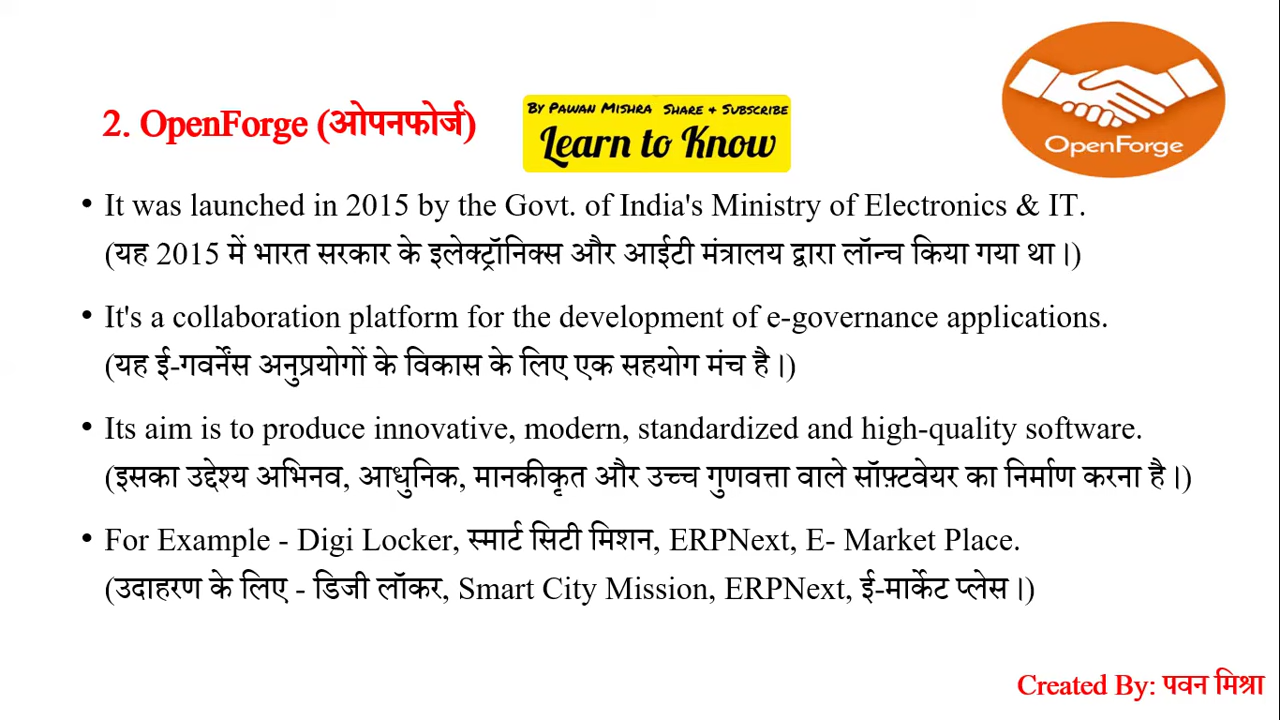 OpenForge
2. OpenForge (ओपनफोर्ज)
By Pawan Mishra Share & Subscribe
Learn to Know
• It was launched in 2015 by the Govt. of India's Ministry of Electronics & IT.
(यह 2015 में भारत सरकार के इलेक्ट्रॉनिक्स और आईटी मंत्रालय द्वारा लॉन्च किया गया था।)
• It's a collaboration platform for the development of e-governance applications.
(यह ई-गवर्नेंस अनुप्रयोगों के विकास के लिए एक सहयोग मंच है।)
• Its aim is to produce innovative, modern, standardized and high-quality software.
(इसका उद्देश्य अभिनव, आधुनिक, मानकीकृत और उच्च गुणवत्ता वाले सॉफ़्टवेयर का निर्माण करना है।)
• For Example - Digi Locker, स्मार्ट सिटी मिशन, ERPNext, E- Market Place.
(उदाहरण के लिए - डिजी लॉकर, Smart City Mission, ERPNext, ई-मार्केट प्लेस।)
Created By: पवन मिश्रा